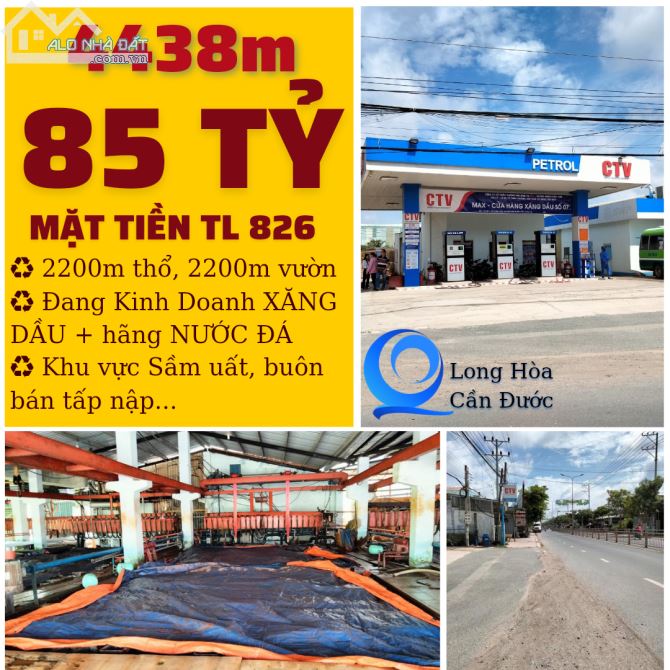 ALO NHÀ ĐẤT
.com.vn
4438m
85 TỶ
MẶT TIỀN TL 826
♻ 2200m thổ, 2200m vườn
♻ Đang Kinh Doanh XĂNG
DẦU + hãng NƯỚC ĐÁ
♻ Khu vực Sầm uất, buôn
bán tấp nập...
PETROL
CTV
CTV
MAX - CỬA HÀNG XĂNG DẦU SỐ 07
CTV
CTV
CTV
Long Hòa
Cần Đước
CTV